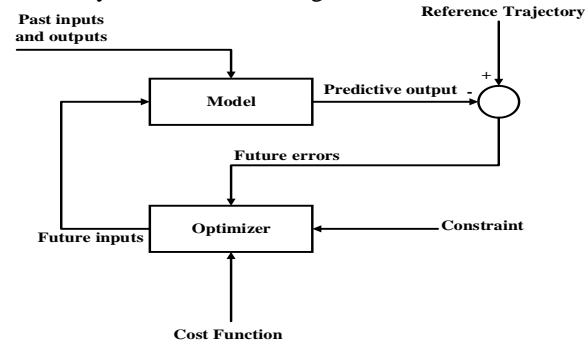 Reference Trajectory
Past inputs
and outputs
+
Model
Predictive output
-
Future errors
Optimizer
Future inputs
Constraint
Cost Function